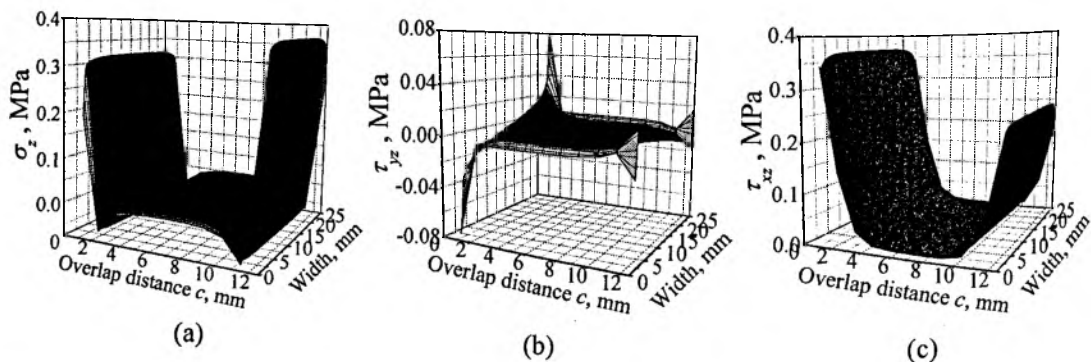 0.4
0.3
0.2
0.1
0.0
σz, MPa
0 2 4 6 8 10 12
Overlap distance c, mm
0 5 10 15 20 25
Width, mm
(a)
0.08
0.04
0.00
-0.04
-0.08
τyz, MPa
0 2 4 6 8 10 12
Overlap distance c, mm
0 5 10 15 20 25
Width, mm
(b)
0.4
0.3
0.2
0.1
0.0
τxz, MPa
0 2 4 6 8 10 12
Overlap distance c, mm
0 5 10 15 20 25
Width, mm
(c)